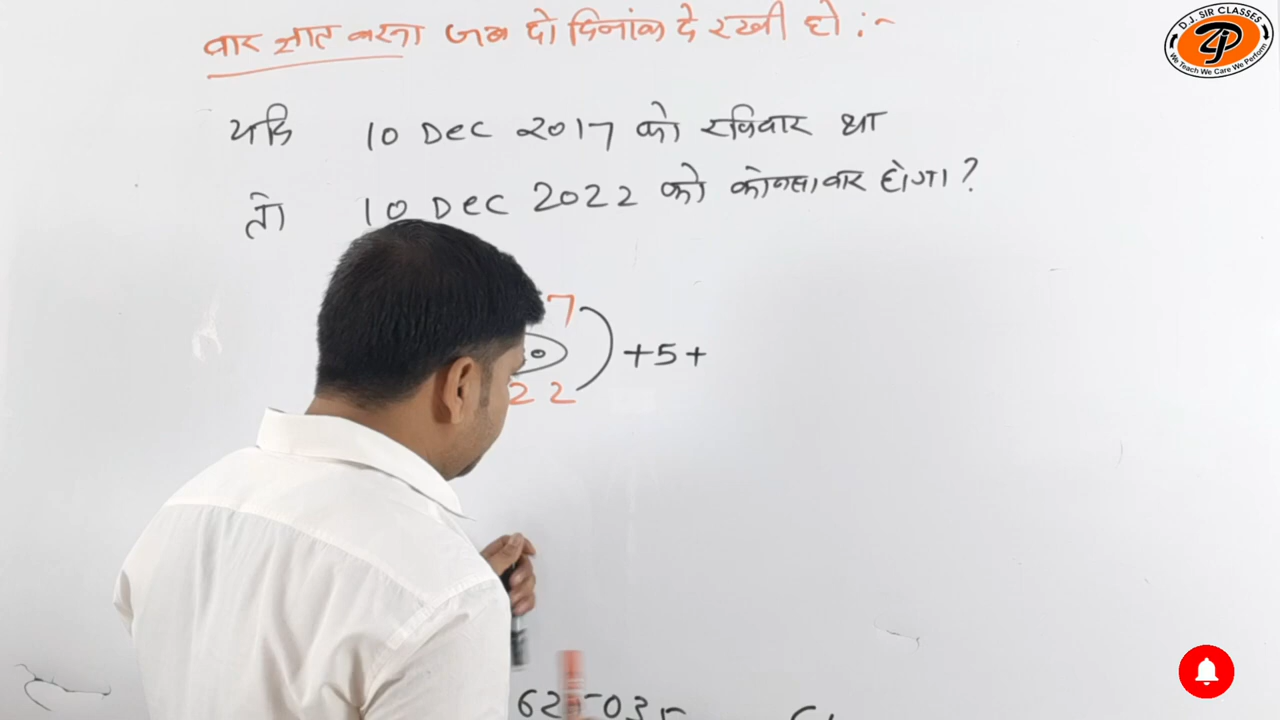 वार ज्ञात करना जब दो दिनांक दे रखी हो :-
यदि 10 Dec 2017 को रविवार था
तो 10 Dec 2022 को कोनसा वार होगा ?
7
+5+
22
D.J. SIR CLASSES
We Teach We Care We Perform